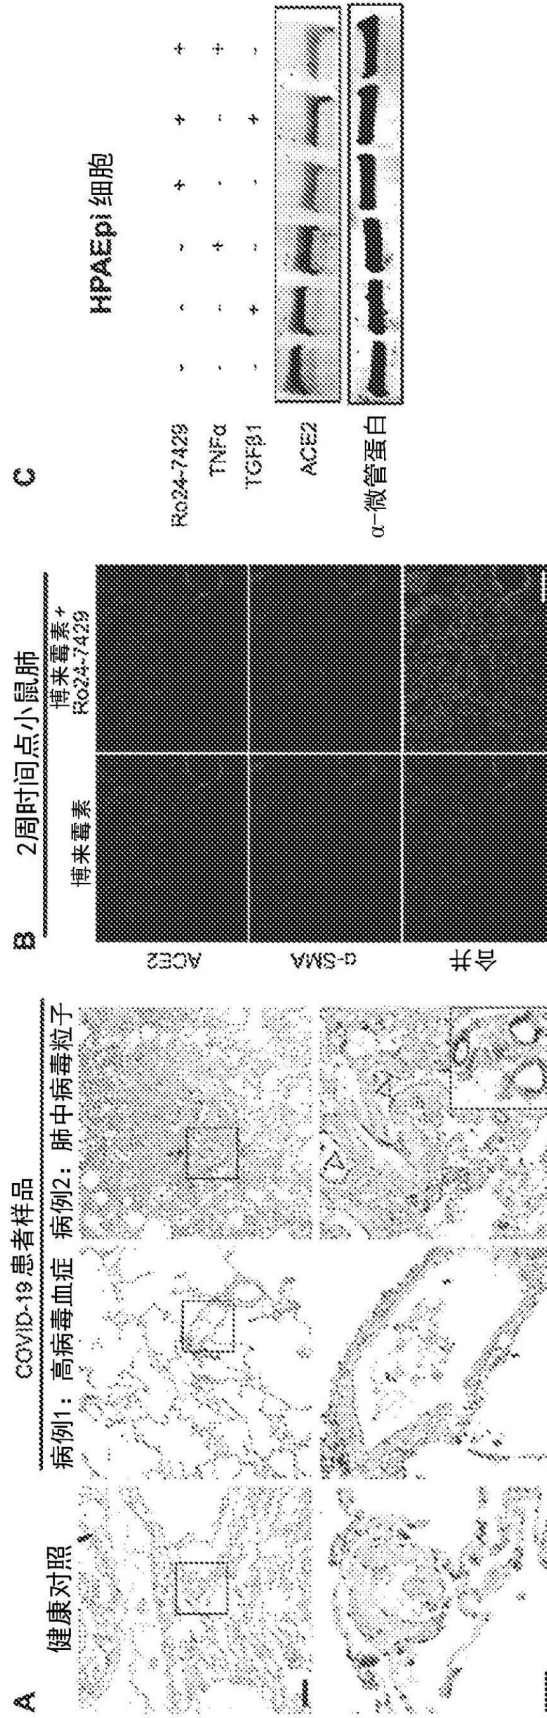 A
COVID-19 患者样品
健康对照
病例1：高病毒血症
病例2：肺中病毒粒子
B
2周时间点小鼠肺
博来霉素
博来霉素+
Ro24-7429
ACE2
α-SMA
合并
C
HPAEpi 细胞
Ro24-7429 - - - + + +
TNFα - - + - - +
TGFβ1 - + - - + -
ACE2
α-微管蛋白